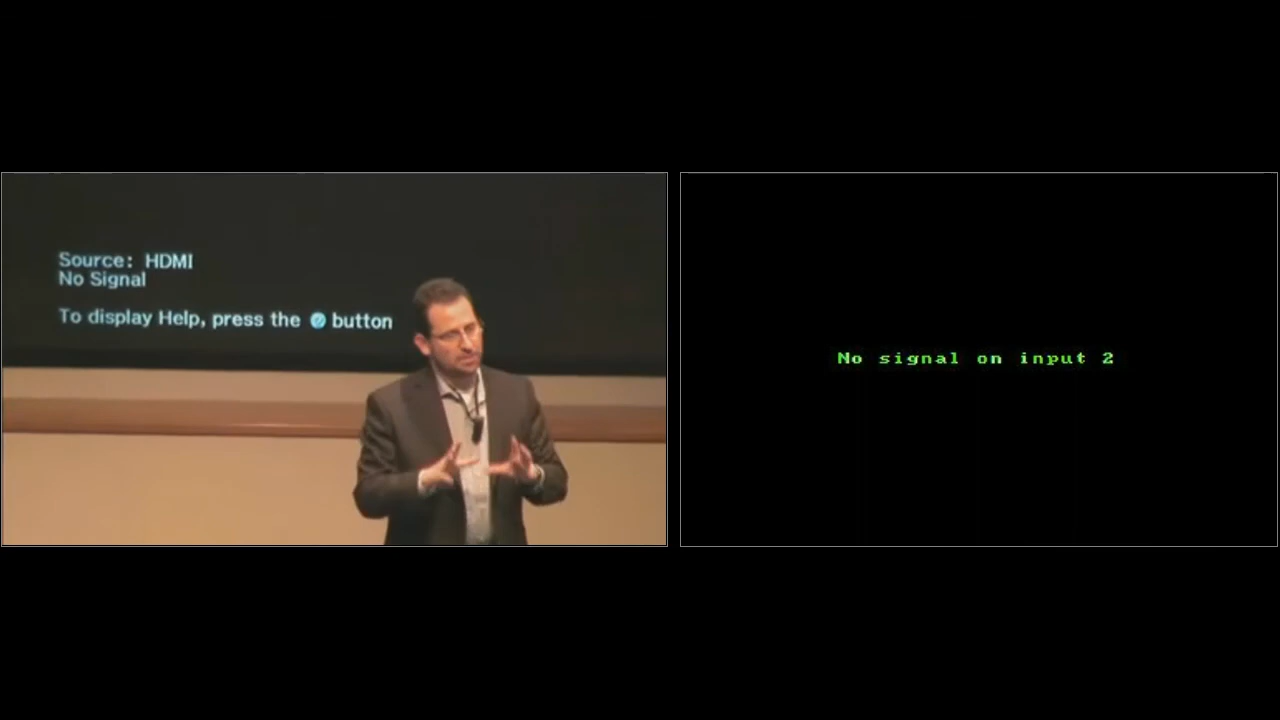 Source: HDMI
No Signal
To display Help, press the button
No signal on input 2